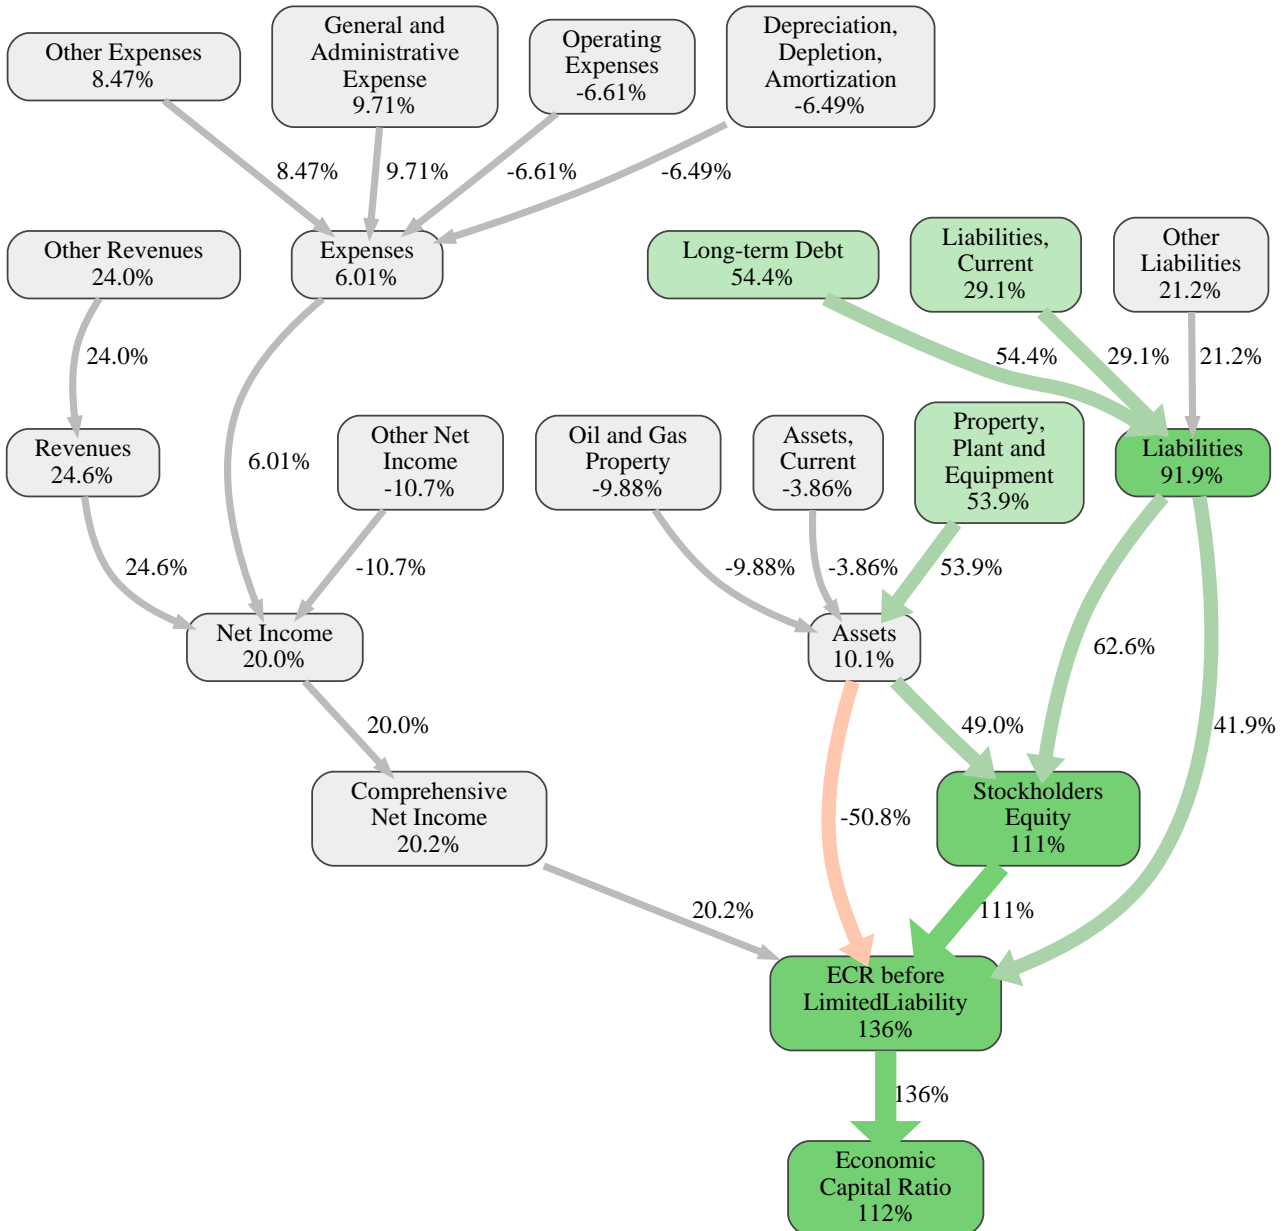 Other Expenses
8.47%
General and
Administrative
Expense
9.71%
Operating
Expenses
-6.61%
Depreciation,
Depletion,
Amortization
-6.49%
8.47%
9.71%
-6.61%
-6.49%
Other Revenues
24.0%
Expenses
6.01%
Long-term Debt
54.4%
Liabilities,
Current
29.1%
Other
Liabilities
21.2%
24.0%
54.4%
29.1%
21.2%
Revenues
24.6%
6.01%
Other Net
Income
-10.7%
Oil and Gas
Property
-9.88%
Assets,
Current
-3.86%
Property,
Plant and
Equipment
53.9%
Liabilities
91.9%
24.6%
-10.7%
-9.88%
-3.86%
53.9%
Net Income
20.0%
Assets
10.1%
62.6%
20.0%
49.0%
41.9%
Comprehensive
Net Income
20.2%
-50.8%
Stockholders
Equity
111%
20.2%
111%
ECR before
LimitedLiability
136%
136%
Economic
Capital Ratio
112%